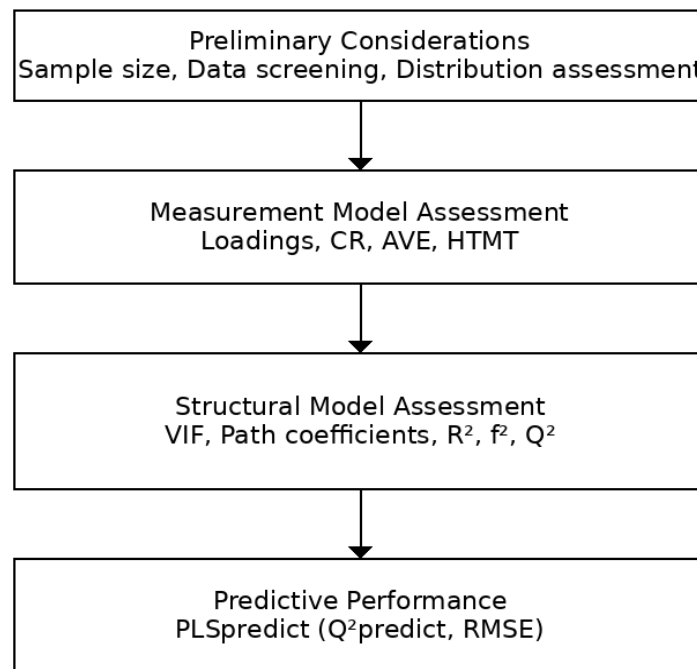 Preliminary Considerations
Sample size, Data screening, Distribution assessment
Measurement Model Assessment
Loadings, CR, AVE, HTMT
Structural Model Assessment
VIF, Path coefficients, R², f², Q²
Predictive Performance
PLSpredict (Q²predict, RMSE)